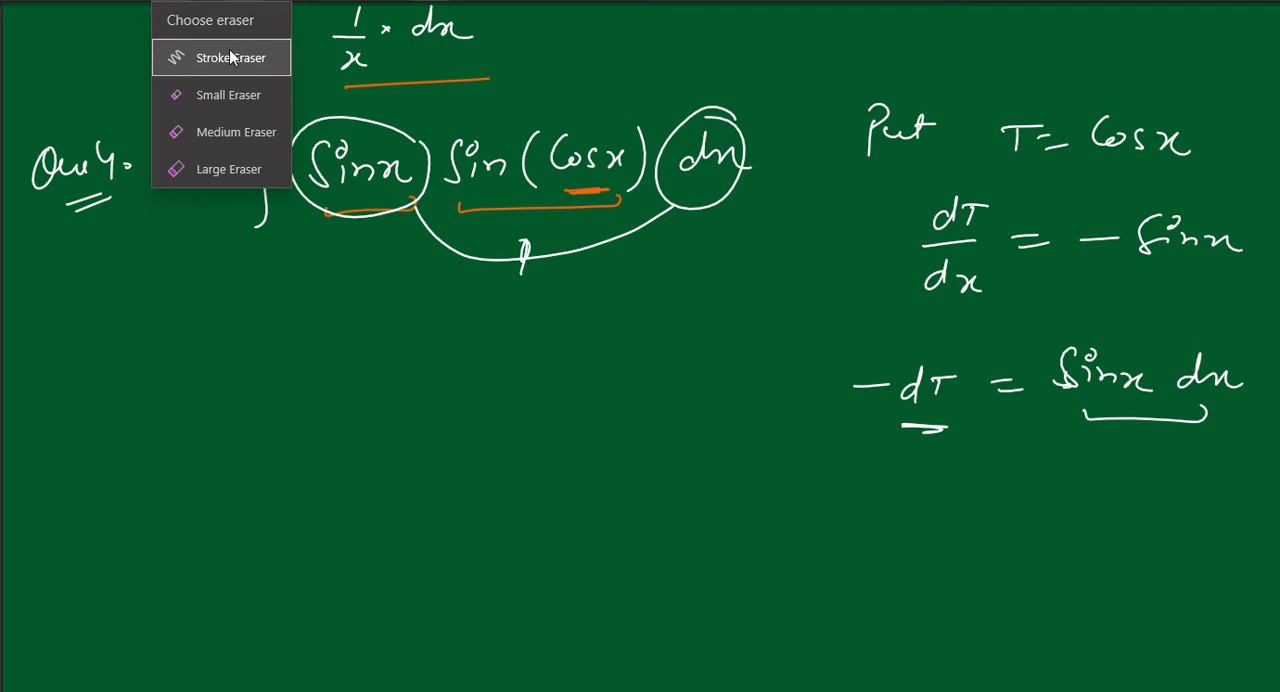 Choose eraser
Stroke Eraser
Small Eraser
Medium Eraser
Large Eraser
1/x × dx
Que 4. ∫ Sinx Sin (Cosx) dx
Put T = Cosx
dT/dx = - Sinx
- dT = Sinx dx